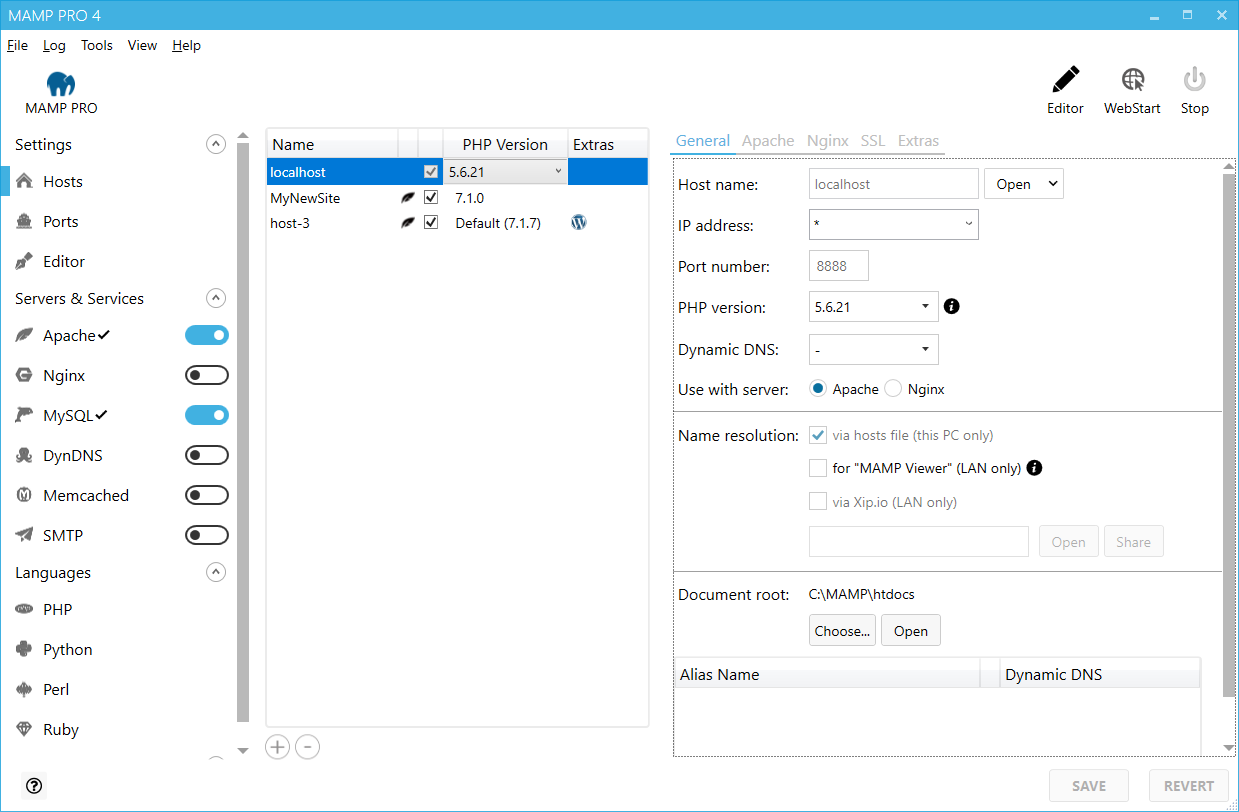 MAMP PRO 4
File Log Tools View Help
MAMP PRO
Editor WebStart Stop
Settings
Hosts
Ports
Editor
Servers & Services
Apache
Nginx
MySQL
DynDNS
Memcached
SMTP
Languages
PHP
Python
Perl
Ruby
Name PHP Version Extras
localhost 5.6.21
MyNewSite 7.1.0
host-3 Default (7.1.7)
General Apache Nginx SSL Extras
Host name: localhost Open
IP address: *
Port number: 8888
PHP version: 5.6.21
Dynamic DNS: -
Use with server: Apache Nginx
Name resolution: via hosts file (this PC only)
for "MAMP Viewer" (LAN only)
via Xip.io (LAN only)
Open Share
Document root: C:\MAMP\htdocs
Choose... Open
Alias Name Dynamic DNS
SAVE REVERT